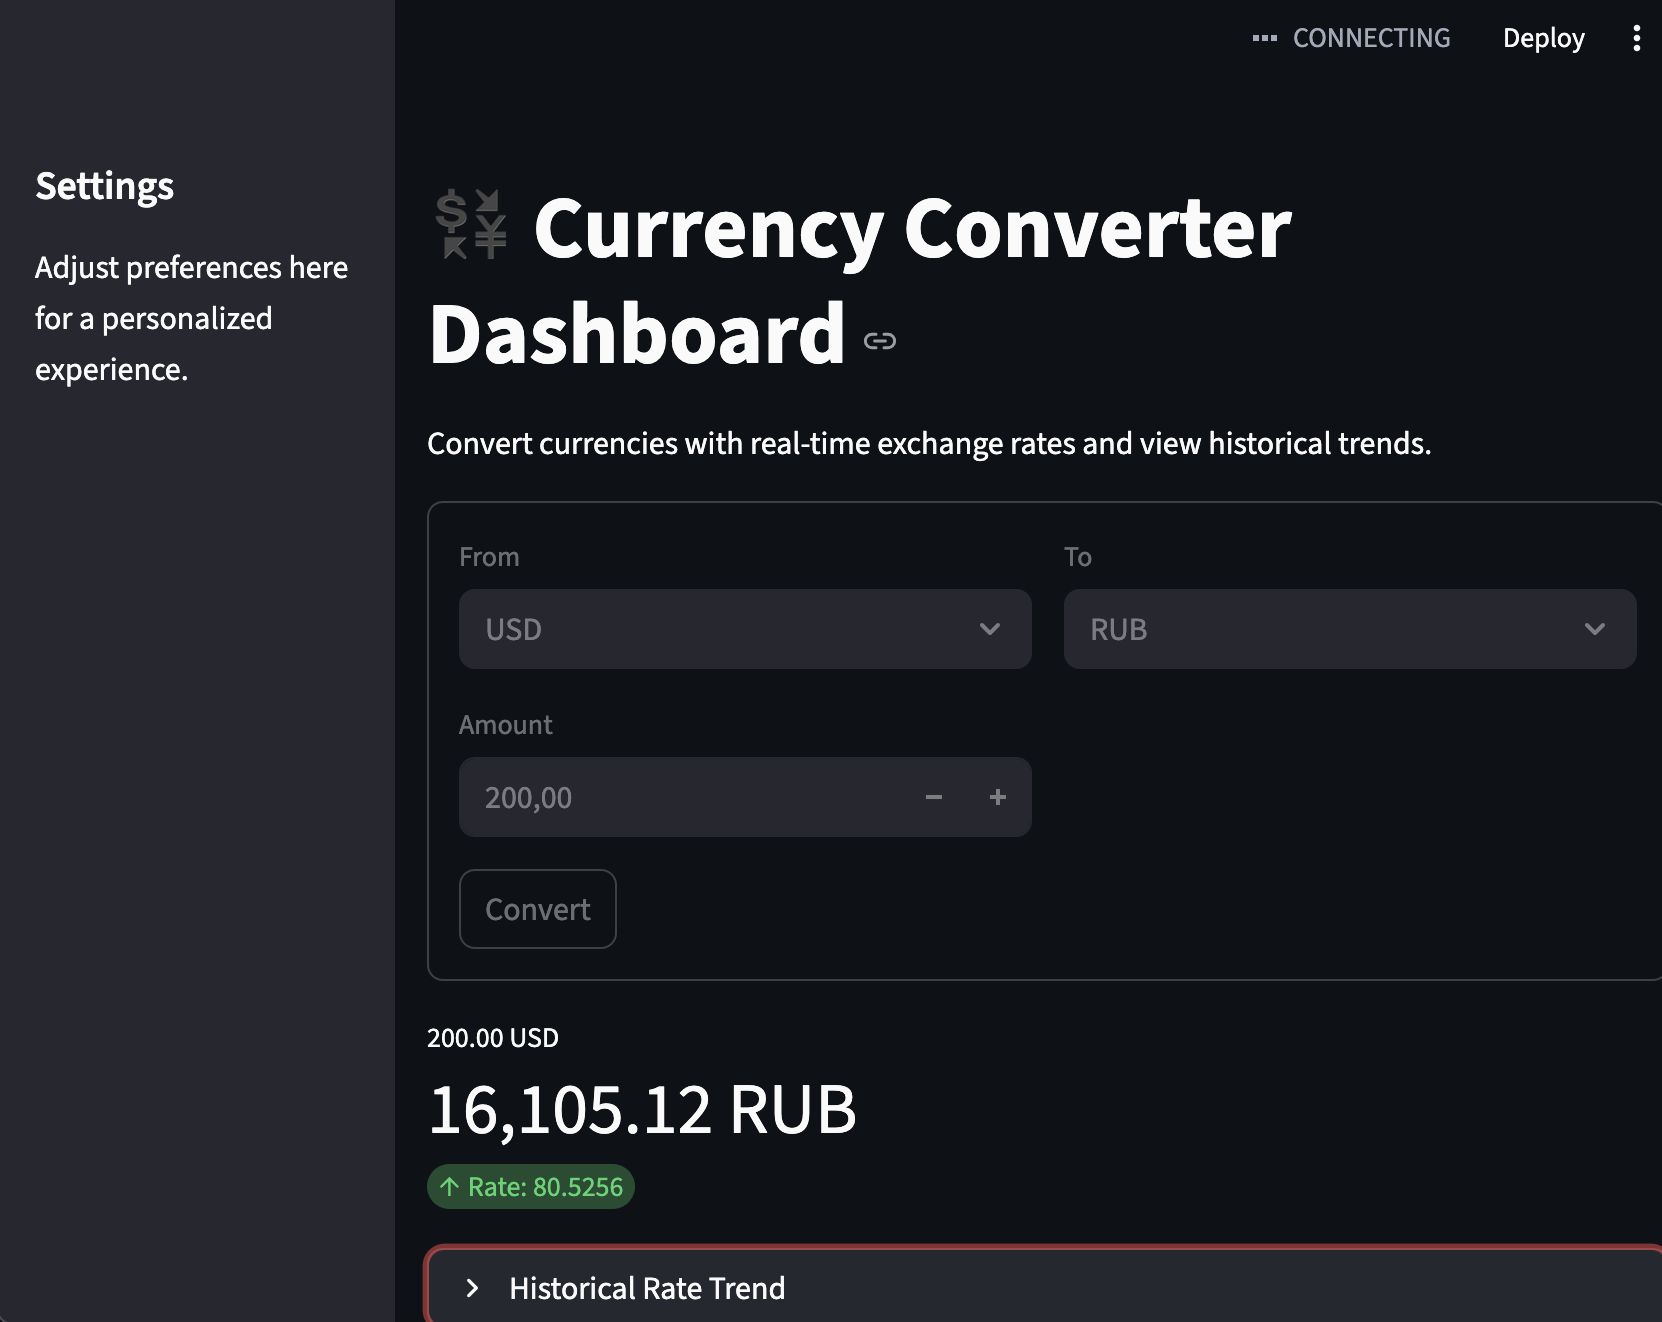 CONNECTING
Deploy
Settings
Adjust preferences here
for a personalized
experience.
💱 Currency Converter
Dashboard
Convert currencies with real-time exchange rates and view historical trends.
From
To
USD
RUB
Amount
200,00
Convert
200.00 USD
16,105.12 RUB
↑ Rate: 80.5256
Historical Rate Trend